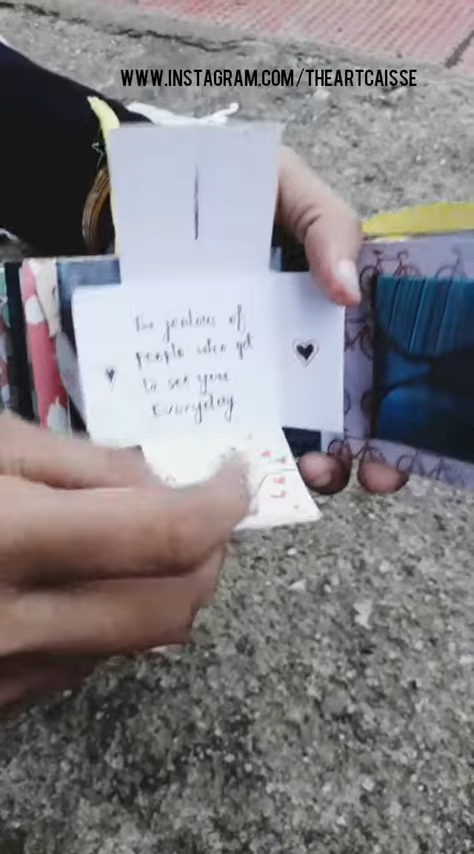 WWW.INSTAGRAM.COM/THEARTCAISSE
I'm jealous of
people who get
to see you
Everyday